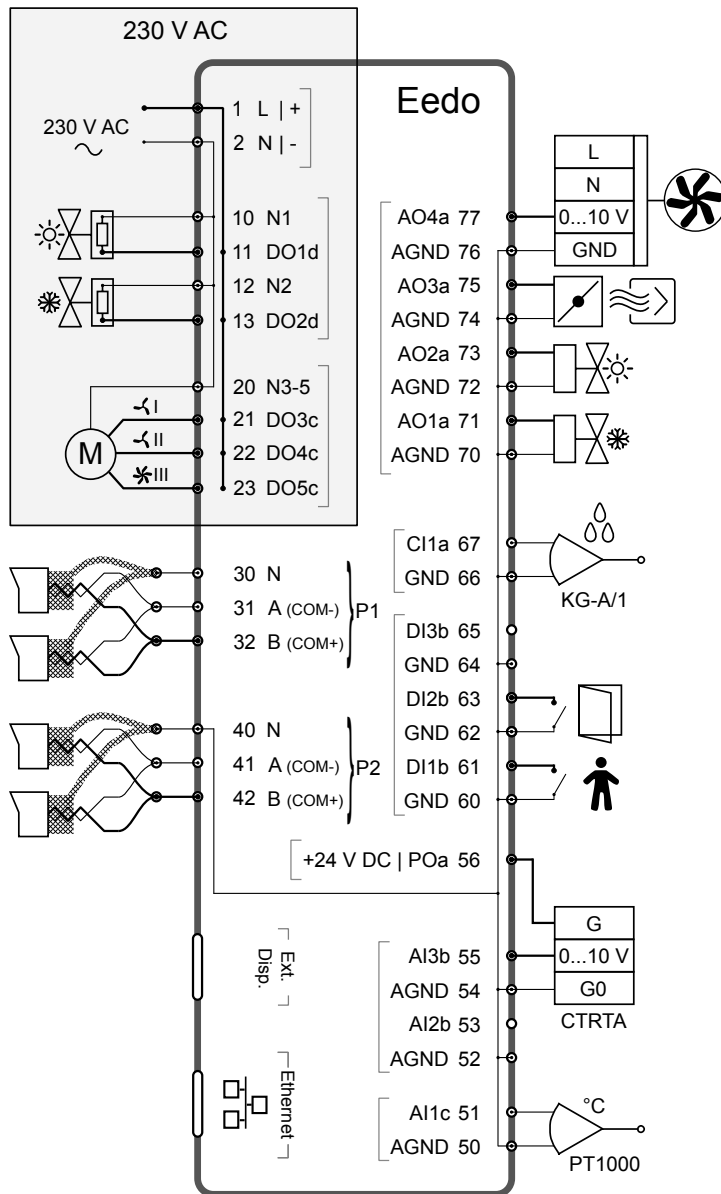 230 V AC
Eedo
230 V AC
1 L | +
2 N | -
10 N1
11 DO1d
12 N2
13 DO2d
20 N3-5
21 DO3c
22 DO4c
23 DO5c
I
II
III
M
30 N
31 A (COM-)
32 B (COM+)
P1
40 N
41 A (COM-)
42 B (COM+)
P2
Ext.
Disp.
Ethernet
AO4a 77
AGND 76
AO3a 75
AGND 74
AO2a 73
AGND 72
AO1a 71
AGND 70
CI1a 67
GND 66
DI3b 65
GND 64
DI2b 63
GND 62
DI1b 61
GND 60
+24 V DC | POa 56
AI3b 55
AGND 54
AI2b 53
AGND 52
AI1c 51
AGND 50
L
N
0...10 V
GND
KG-A/1
G
0...10 V
G0
CTRTA
°C
PT1000